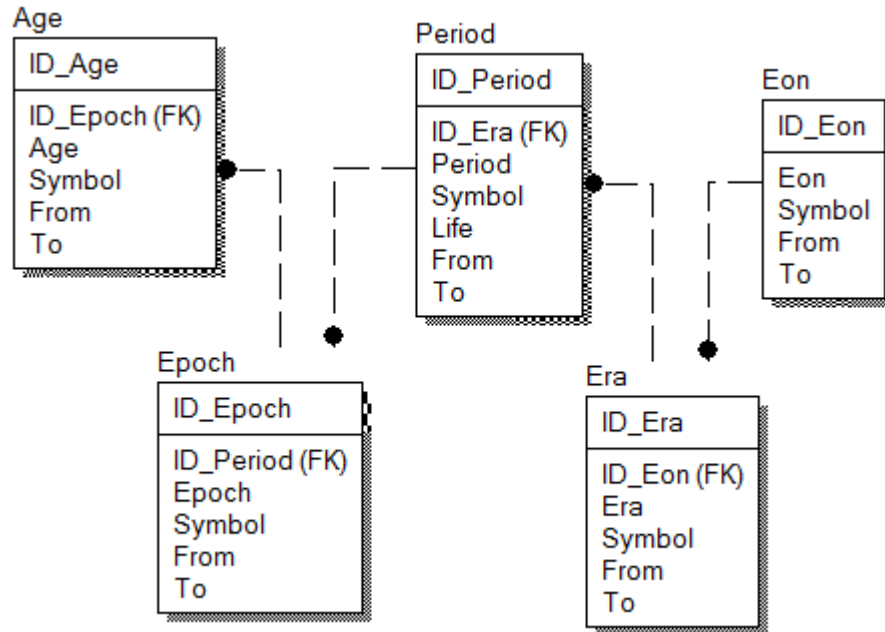 Age
ID_Age
ID_Epoch (FK)
Age
Symbol
From
To
Period
ID_Period
ID_Era (FK)
Period
Symbol
Life
From
To
Eon
ID_Eon
Eon
Symbol
From
To
Epoch
ID_Epoch
ID_Period (FK)
Epoch
Symbol
From
To
Era
ID_Era
ID_Eon (FK)
Era
Symbol
From
To